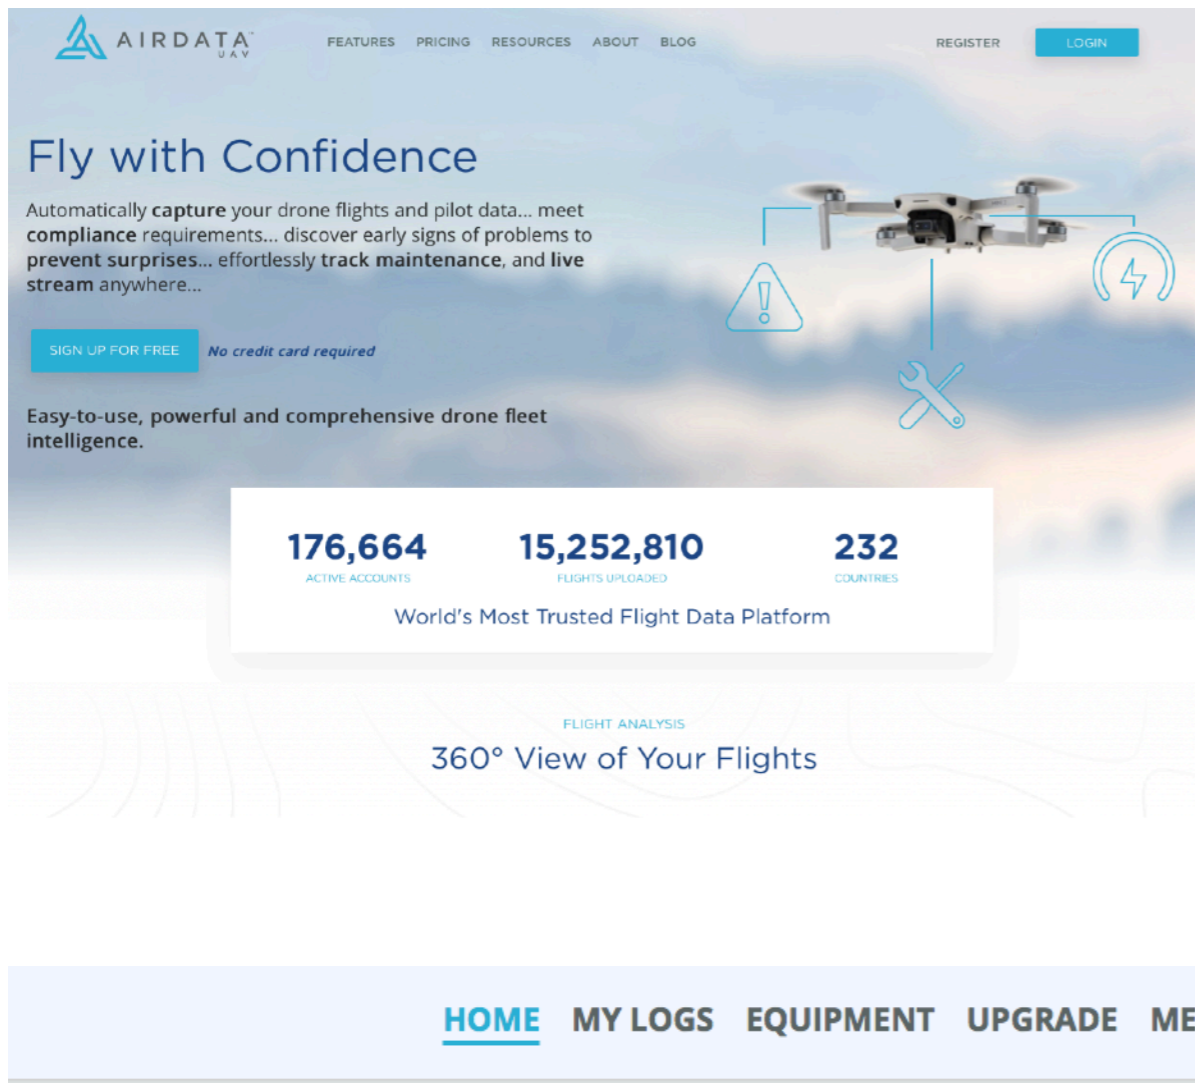 AIRDATA
UAV
FEATURES PRICING RESOURCES ABOUT BLOG
REGISTER LOGIN
Fly with Confidence
Automatically capture your drone flights and pilot data... meet
compliance requirements... discover early signs of problems to
prevent surprises... effortlessly track maintenance, and live
stream anywhere...
SIGN UP FOR FREE No credit card required
Easy-to-use, powerful and comprehensive drone fleet
intelligence.
176,664 15,252,810 232
ACTIVE ACCOUNTS FLIGHTS UPLOADED COUNTRIES
World's Most Trusted Flight Data Platform
FLIGHT ANALYSIS
360° View of Your Flights
HOME MY LOGS EQUIPMENT UPGRADE ME